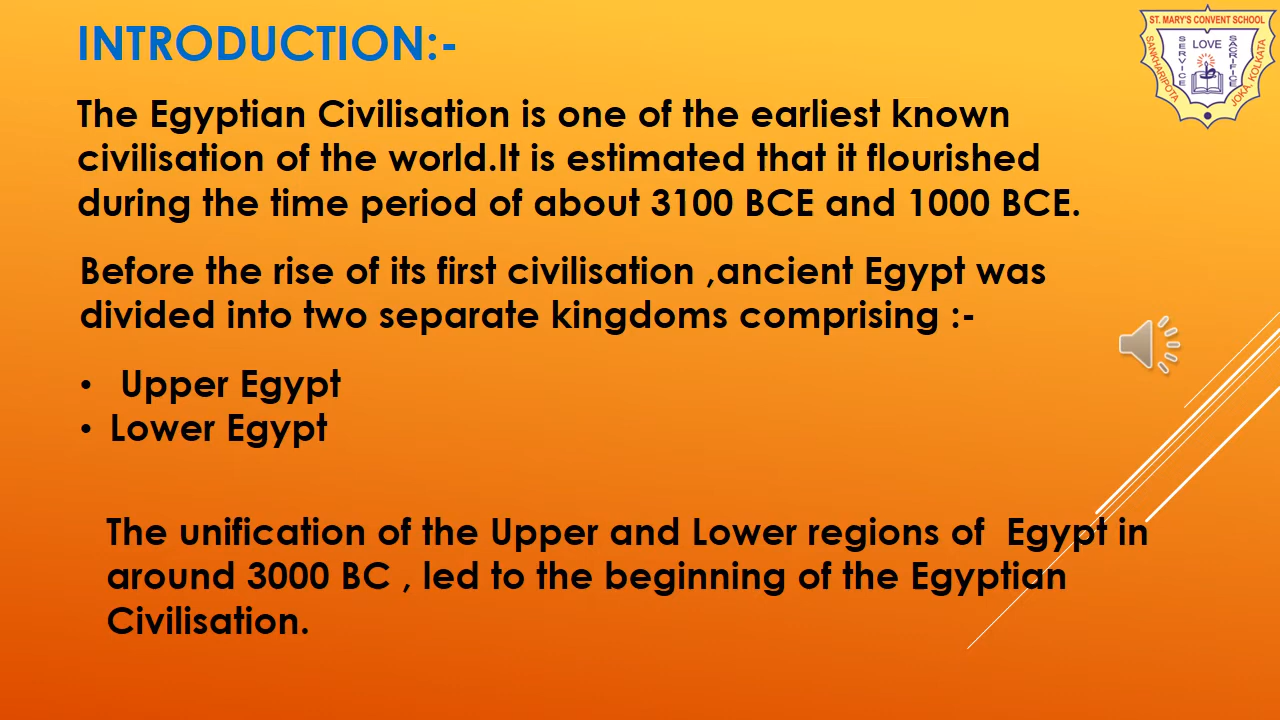 INTRODUCTION:-
ST. MARY'S CONVENT SCHOOL
SERVICE
LOVE
SACRIFICE
SANKHARIPOTA
JOKA, KOLKATA
The Egyptian Civilisation is one of the earliest known
civilisation of the world.It is estimated that it flourished
during the time period of about 3100 BCE and 1000 BCE.
Before the rise of its first civilisation ,ancient Egypt was
divided into two separate kingdoms comprising :-
• Upper Egypt
• Lower Egypt
The unification of the Upper and Lower regions of Egypt in
around 3000 BC , led to the beginning of the Egyptian
Civilisation.